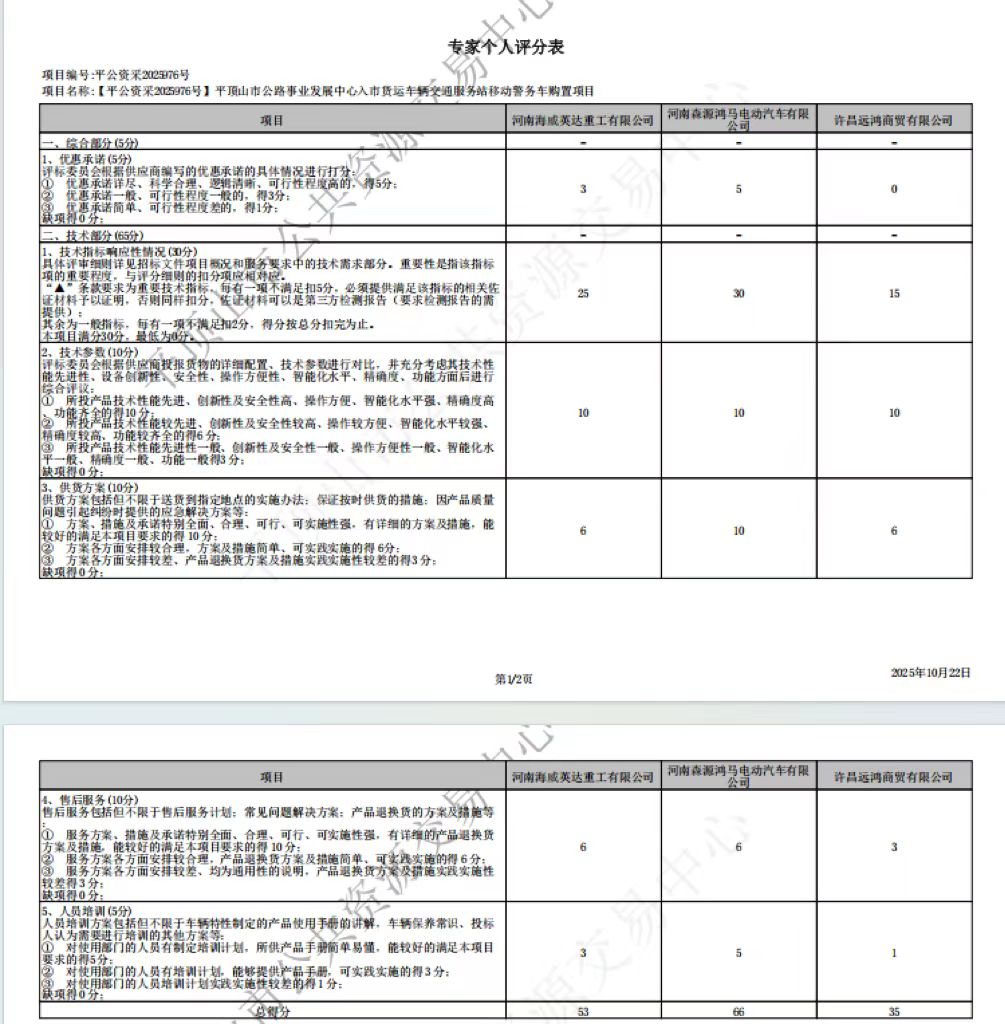 专家个人评分表
项目编号:平公资采2025976号
项目名称:【平公资采2025976号】平顶山市公路事业发展中心入市货运车辆交通服务站移动警务车购置项目
项目 河南海威英达重工有限公司 河南森源鸿马电动汽车有限公司 许昌远鸿商贸有限公司
一、综合部分(5分) - - -
1、优惠承诺(5分)
评标委员会根据供应商编写的优惠承诺的具体情况进行打分:
① 优惠承诺详尽、科学合理、逻辑清晰、可行性程度高的,得5分;
② 优惠承诺一般、可行性程度一般的,得3分;
③ 优惠承诺简单、可行性程度差的,得1分;
缺项得0分;
3 5 0
二、技术部分(65分) - - -
1、技术指标响应性情况(30分)
具体评审细则详见招标文件项目概况和服务要求中的技术需求部分。重要性是指该指标
项的重要程度,与评分细则的扣分项应相对应。
“▲”条款要求为重要技术指标,每有一项不满足扣5分,必须提供满足该指标的相关佐
证材料予以证明,否则同样扣分,佐证材料可以是第三方检测报告(要求检测报告的需
提供);
其余为一般指标,每有一项不满足扣2分,得分按总分扣完为止。
本项目满分30分,最低为0分。
25 30 15
2、技术参数(10分)
评标委员会根据供应商投报货物的详细配置、技术参数进行对比,并充分考虑其技术性
能先进性、设备创新性、安全性、操作方便性、智能化水平、精确度、功能方面后进行
综合评议:
① 所投产品技术性能先进、创新性及安全性高、操作方便、智能化水平强、精确度高
、功能齐全的得10分;
② 所投产品技术性能较先进、创新性及安全性较高、操作较方便、智能化水平较强、
精确度较高、功能较齐全的得6分;
③ 所投产品技术性能先进性一般、创新性及安全性一般、操作方便性一般、智能化水
平一般、精确度一般、功能一般得3分;
缺项得0分;
10 10 10
3、供货方案(10分)
供货方案包括但不限于送货到指定地点的实施办法;保证按时供货的措施;因产品质量
问题引起纠纷时提供的应急解决方案等:
① 方案、措施及承诺特别全面、合理、可行、可实施性强,有详细的方案及措施,能
较好的满足本项目要求的得10分;
② 方案各方面安排较合理,方案及措施简单、可实践实施的得6分;
③ 方案各方面安排较差、产品退换货方案及措施实践实施性较差的得3分;
缺项得0分;
6 10 6
第1/2页
2025年10月22日
项目 河南海威英达重工有限公司 河南森源鸿马电动汽车有限公司 许昌远鸿商贸有限公司
4、售后服务(10分)
售后服务包括但不限于售后服务计划;常见问题解决方案;产品退换货的方案及措施等
:
① 服务方案、措施及承诺特别全面、合理、可行、可实施性强,有详细的产品退换货
方案及措施,能较好的满足本项目要求的得10分;
② 服务方案各方面安排较合理,产品退换货方案及措施简单、可实践实施的得6分;
③ 服务方案各方面安排较差、均为通用性的说明,产品退换货方案及措施实践实施性
较差得3分;
缺项得0分;
6 6 3
5、人员培训(5分)
人员培训方案包括但不限于车辆特性制定的产品使用手册的讲解,车辆保养常识、投标
人认为需要进行培训的其他方案等:
① 对使用部门的人员有制定培训计划,所供产品手册简单易懂,能较好的满足本项目
要求的得5分;
② 对使用部门的人员有培训计划,能够提供产品手册,可实践实施的得3分;
③ 对使用部门的人员培训计划实践实施性较差的得1分;
缺项得0分;
3 5 1
总得分 53 66 35
平顶山市公共资源交易中心